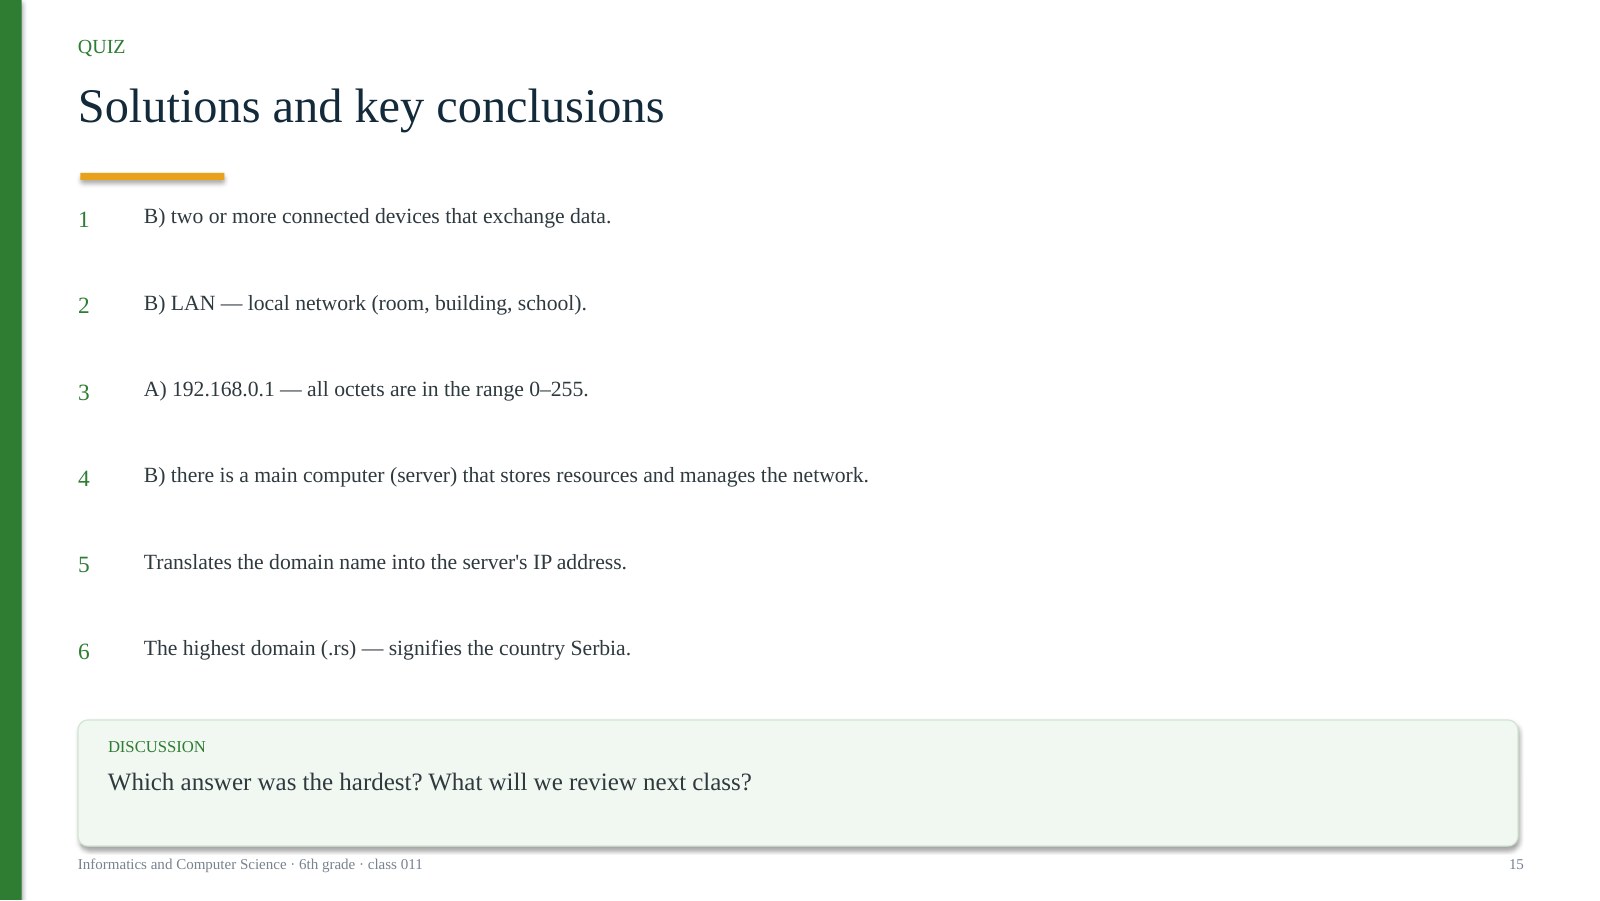 QUIZ
Solutions and key conclusions
1 B) two or more connected devices that exchange data.
2 B) LAN — local network (room, building, school).
3 A) 192.168.0.1 — all octets are in the range 0–255.
4 B) there is a main computer (server) that stores resources and manages the network.
5 Translates the domain name into the server's IP address.
6 The highest domain (.rs) — signifies the country Serbia.
DISCUSSION
Which answer was the hardest? What will we review next class?
Informatics and Computer Science · 6th grade · class 011 15